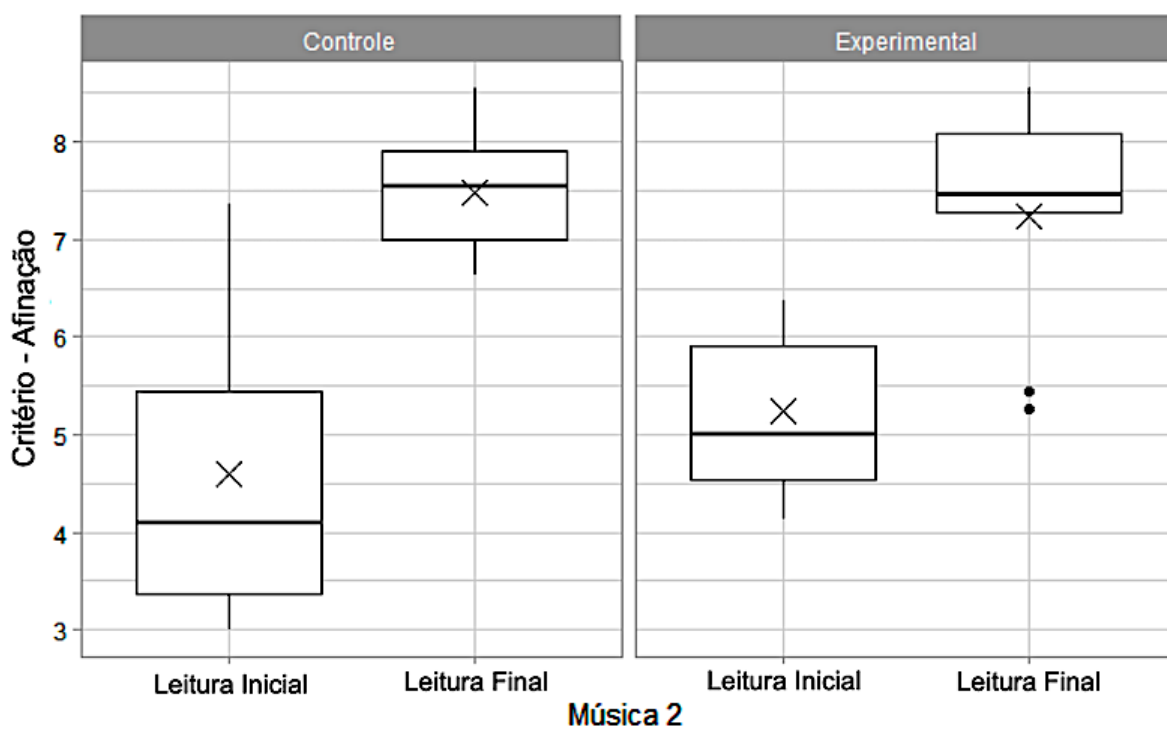 Controle
Experimental
Critério - Afinação
8
7
6
5
4
3
Leitura Inicial
Leitura Final
Leitura Inicial
Leitura Final
Música 2